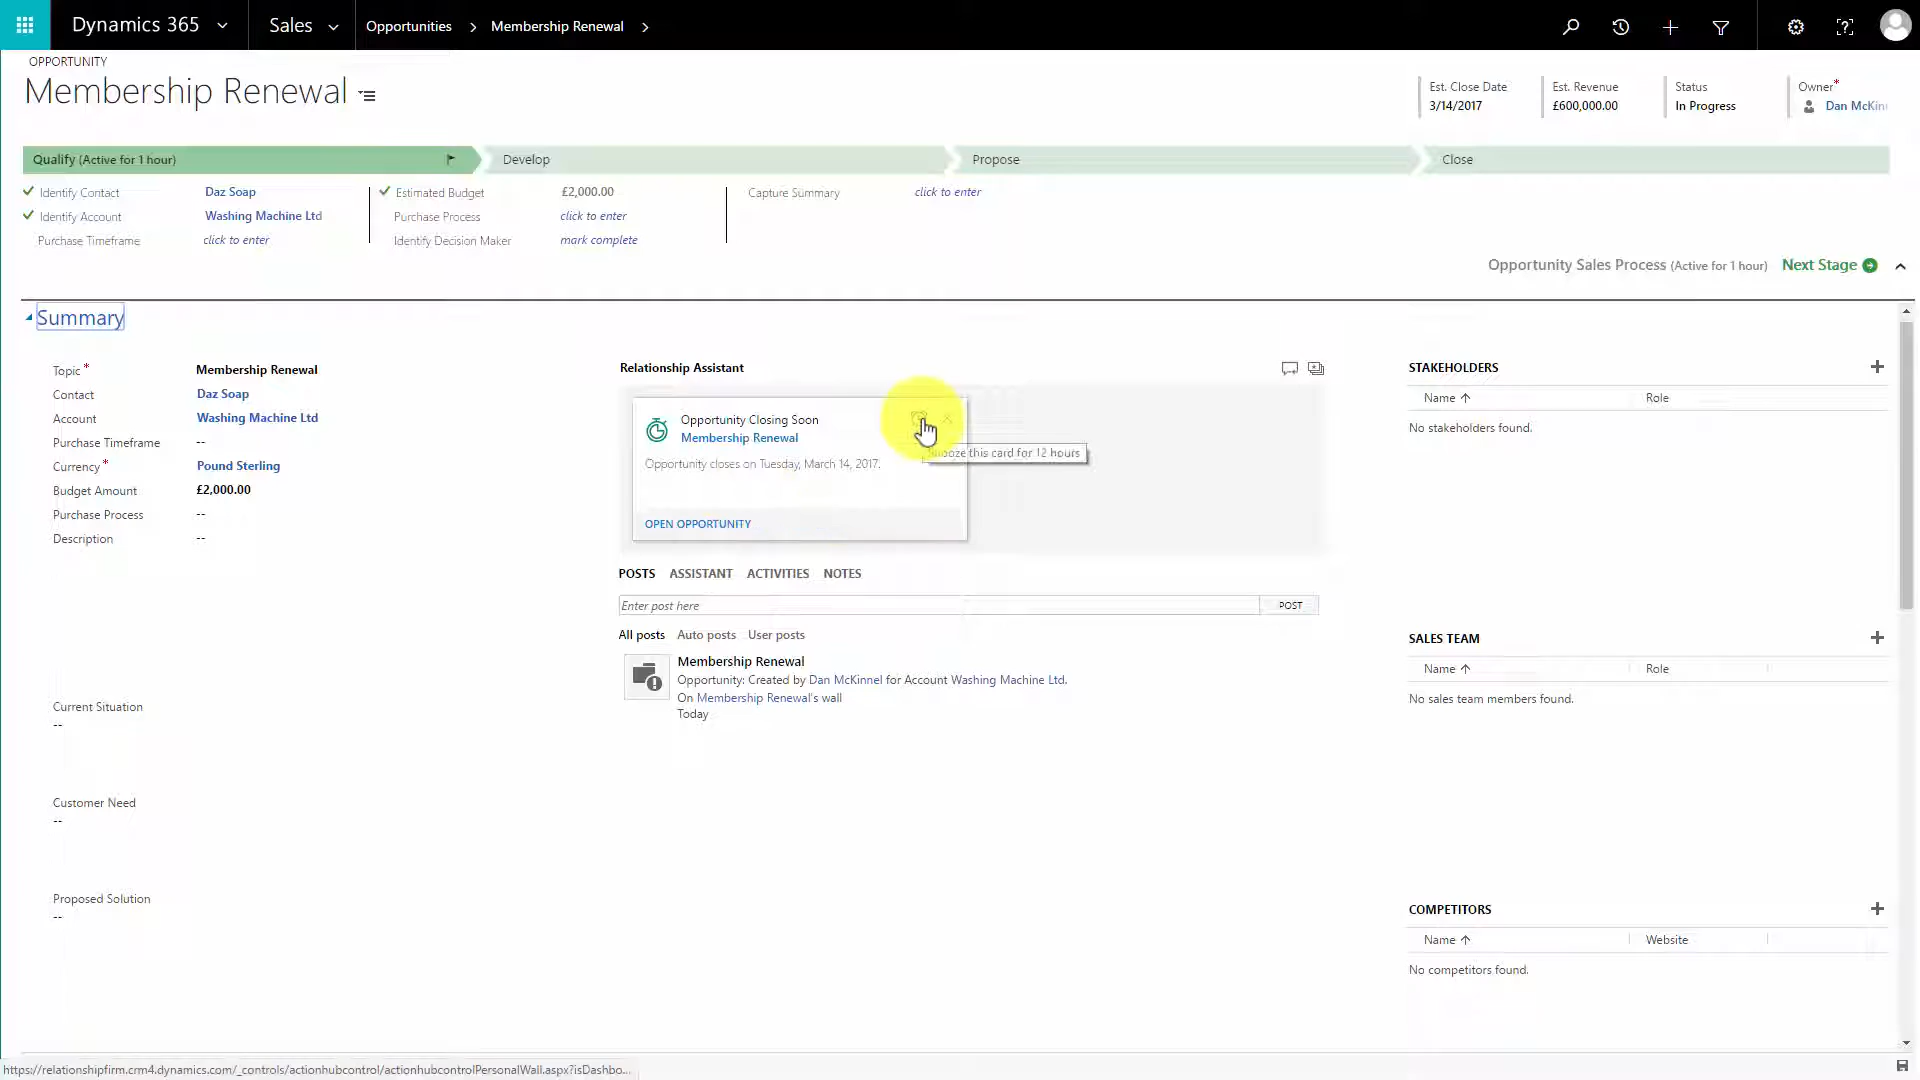 Dynamics 365 Sales Opportunities Membership Renewal
OPPORTUNITY
Membership Renewal
Est. Close Date
3/14/2017
Est. Revenue
£600,000.00
Status
In Progress
Owner*
Dan McKin
Qualify (Active for 1 hour) Develop Propose Close
Identify Contact Daz Soap
Identify Account Washing Machine Ltd
Purchase Timeframe click to enter
Estimated Budget £2,000.00
Purchase Process click to enter
Identify Decision Maker mark complete
Capture Summary click to enter
Opportunity Sales Process (Active for 1 hour) Next Stage
Summary
Topic* Membership Renewal
Contact Daz Soap
Account Washing Machine Ltd
Purchase Timeframe --
Currency* Pound Sterling
Budget Amount £2,000.00
Purchase Process --
Description --
Current Situation
--
Customer Need
--
Proposed Solution
--
Relationship Assistant
Opportunity Closing Soon
Membership Renewal
this card for 12 hours
Opportunity closes on Tuesday, March 14, 2017.
OPEN OPPORTUNITY
POSTS ASSISTANT ACTIVITIES NOTES
Enter post here POST
All posts Auto posts User posts
Membership Renewal
Opportunity: Created by Dan McKinnel for Account Washing Machine Ltd.
On Membership Renewal's wall
Today
STAKEHOLDERS
Name Role
No stakeholders found.
SALES TEAM
Name Role
No sales team members found.
COMPETITORS
Name Website
No competitors found.
https://relationshipfirm.crm4.dynamics.com/_controls/actionhubcontrol/actionhubcontrolPersonalWall.aspx?isDashbo...